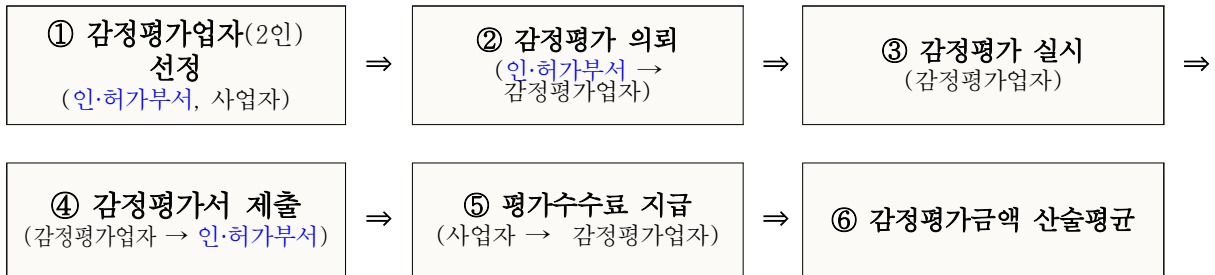 ① 감정평가업자(2인)
선정
(인·허가부서, 사업자)
⇒
② 감정평가 의뢰
(인·허가부서 →
감정평가업자)
⇒
③ 감정평가 실시
(감정평가업자)
⇒
④ 감정평가서 제출
(감정평가업자 → 인·허가부서)
⇒
⑤ 평가수수료 지급
(사업자 → 감정평가업자)
⇒
⑥ 감정평가금액 산술평균